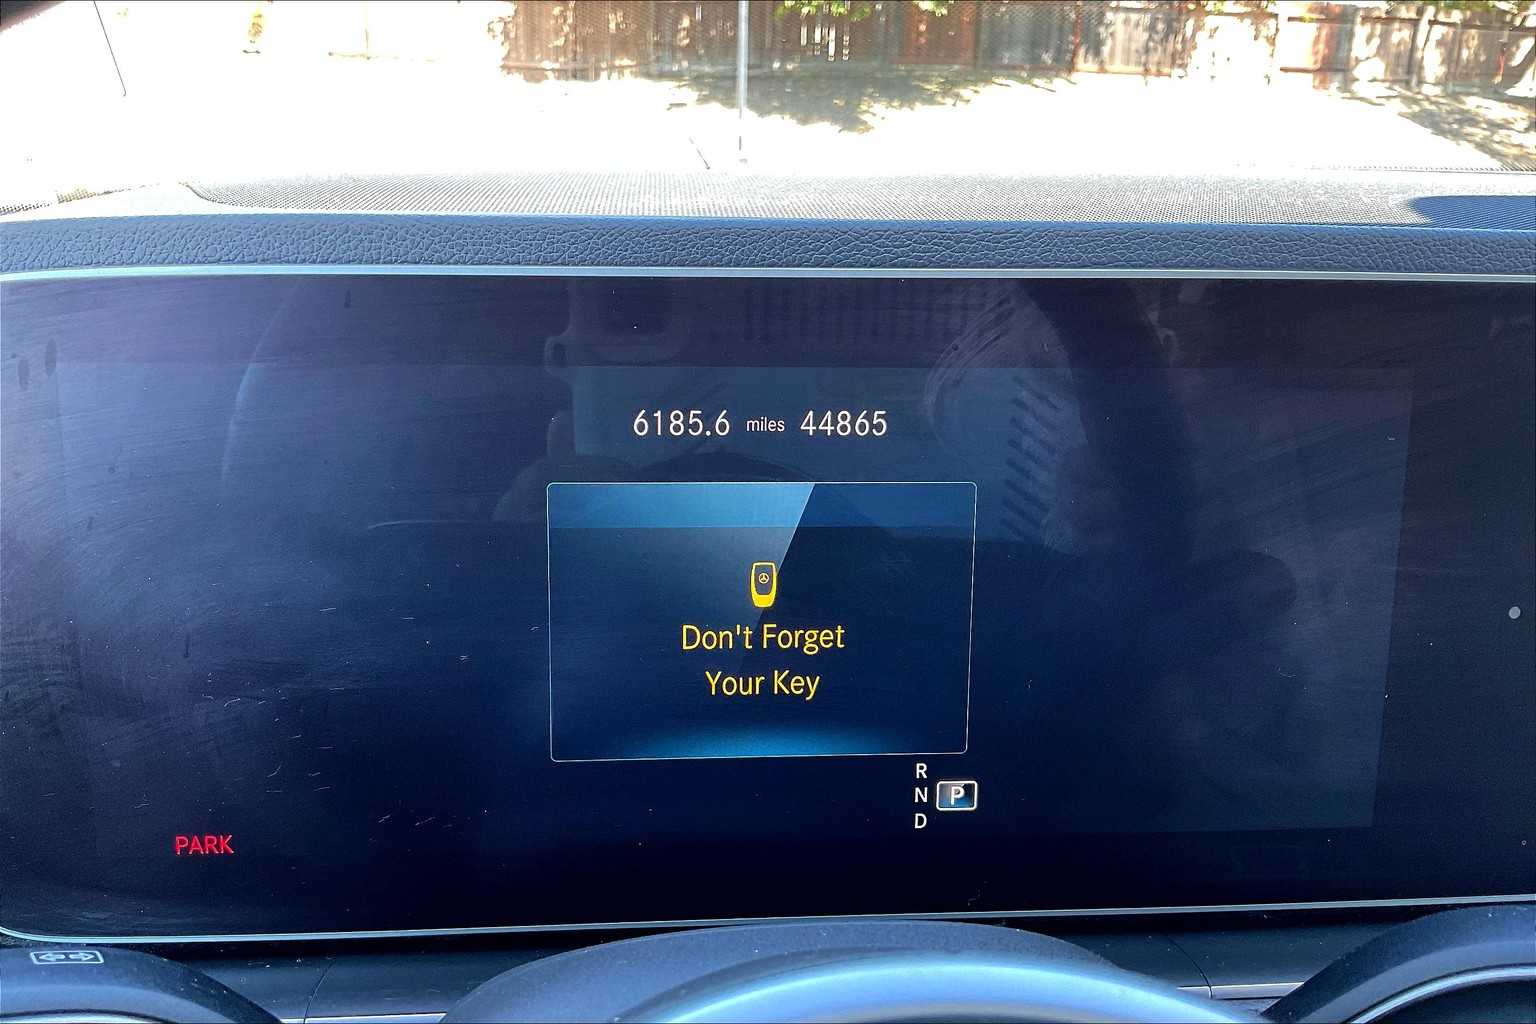 6185.6 miles 44865
Don't Forget
Your Key
R
N P
D
PARK